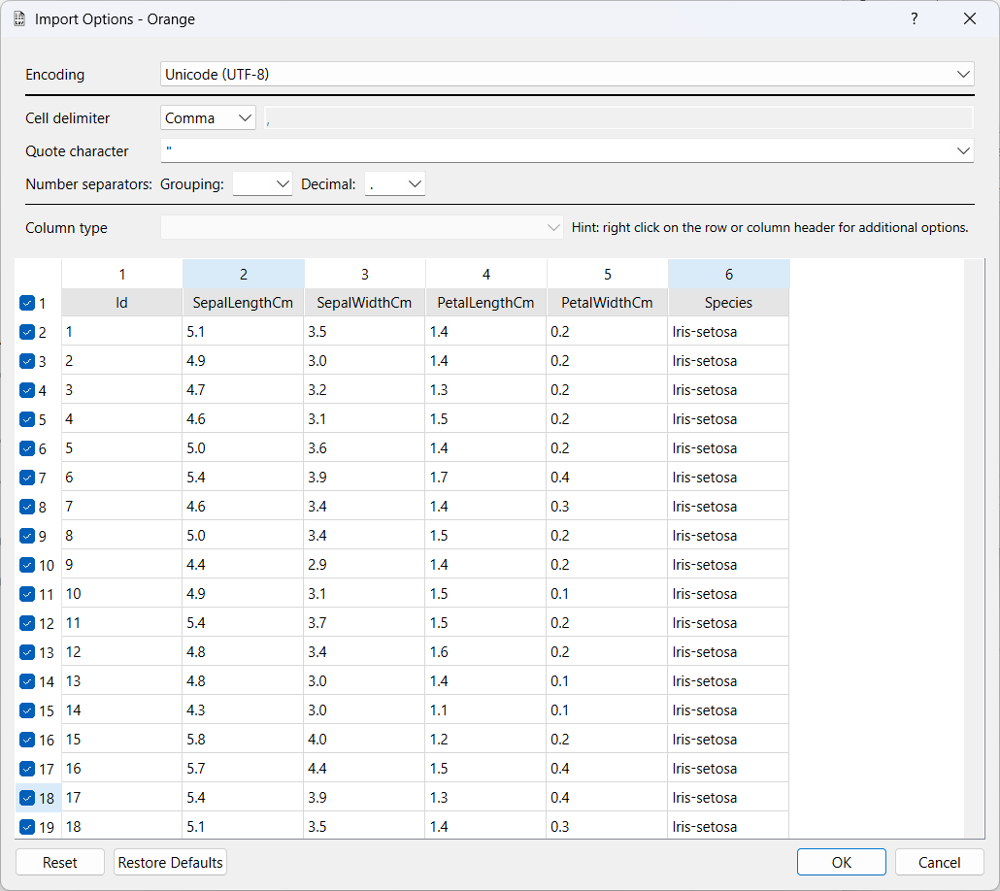 Import Options - Orange ?
Encoding Unicode (UTF-8)
Cell delimiter Comma ,
Quote character "
Number separators: Grouping: Decimal: .
Column type Hint: right click on the row or column header for additional options.
1 2 3 4 5 6
1 Id SepalLengthCm SepalWidthCm PetalLengthCm PetalWidthCm Species
2 1 5.1 3.5 1.4 0.2 Iris-setosa
3 2 4.9 3.0 1.4 0.2 Iris-setosa
4 3 4.7 3.2 1.3 0.2 Iris-setosa
5 4 4.6 3.1 1.5 0.2 Iris-setosa
6 5 5.0 3.6 1.4 0.2 Iris-setosa
7 6 5.4 3.9 1.7 0.4 Iris-setosa
8 7 4.6 3.4 1.4 0.3 Iris-setosa
9 8 5.0 3.4 1.5 0.2 Iris-setosa
10 9 4.4 2.9 1.4 0.2 Iris-setosa
11 10 4.9 3.1 1.5 0.1 Iris-setosa
12 11 5.4 3.7 1.5 0.2 Iris-setosa
13 12 4.8 3.4 1.6 0.2 Iris-setosa
14 13 4.8 3.0 1.4 0.1 Iris-setosa
15 14 4.3 3.0 1.1 0.1 Iris-setosa
16 15 5.8 4.0 1.2 0.2 Iris-setosa
17 16 5.7 4.4 1.5 0.4 Iris-setosa
18 17 5.4 3.9 1.3 0.4 Iris-setosa
19 18 5.1 3.5 1.4 0.3 Iris-setosa
Reset Restore Defaults OK Cancel